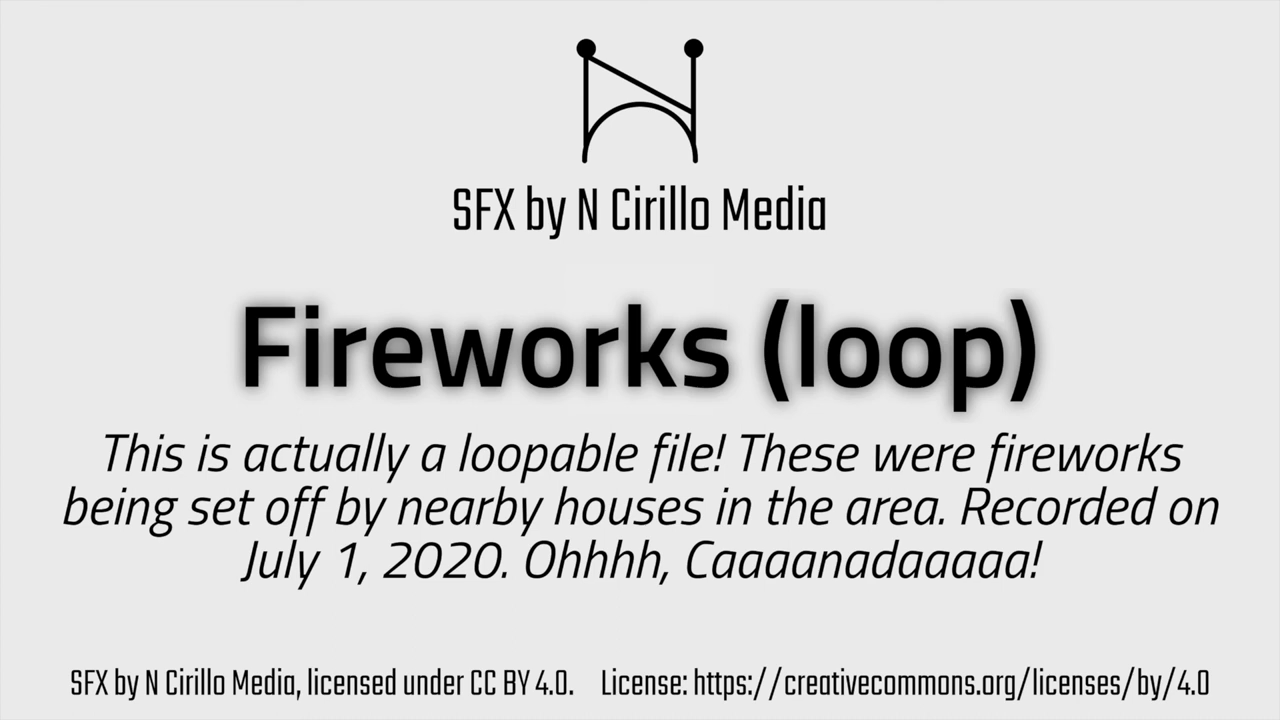 SFX by N Cirillo Media
Fireworks (loop)
This is actually a loopable file! These were fireworks
being set off by nearby houses in the area. Recorded on
July 1, 2020. Ohhhh, Caaaanadaaaaa!
SFX by N Cirillo Media, licensed under CC BY 4.0. License: https://creativecommons.org/licenses/by/4.0